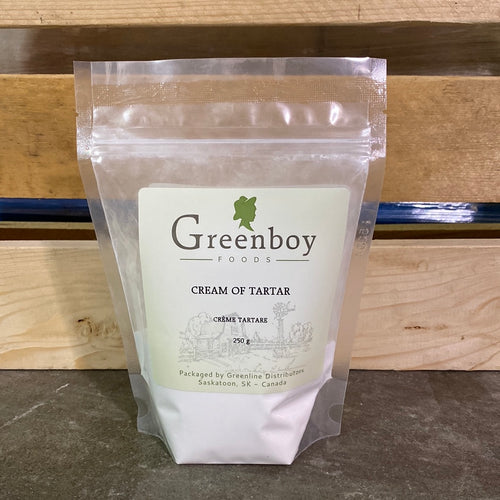 Greenboy
FOODS
CREAM OF TARTAR
CRÈME TARTARE
250 g
Packaged by Greenline Distributors
Saskatoon, SK – Canada